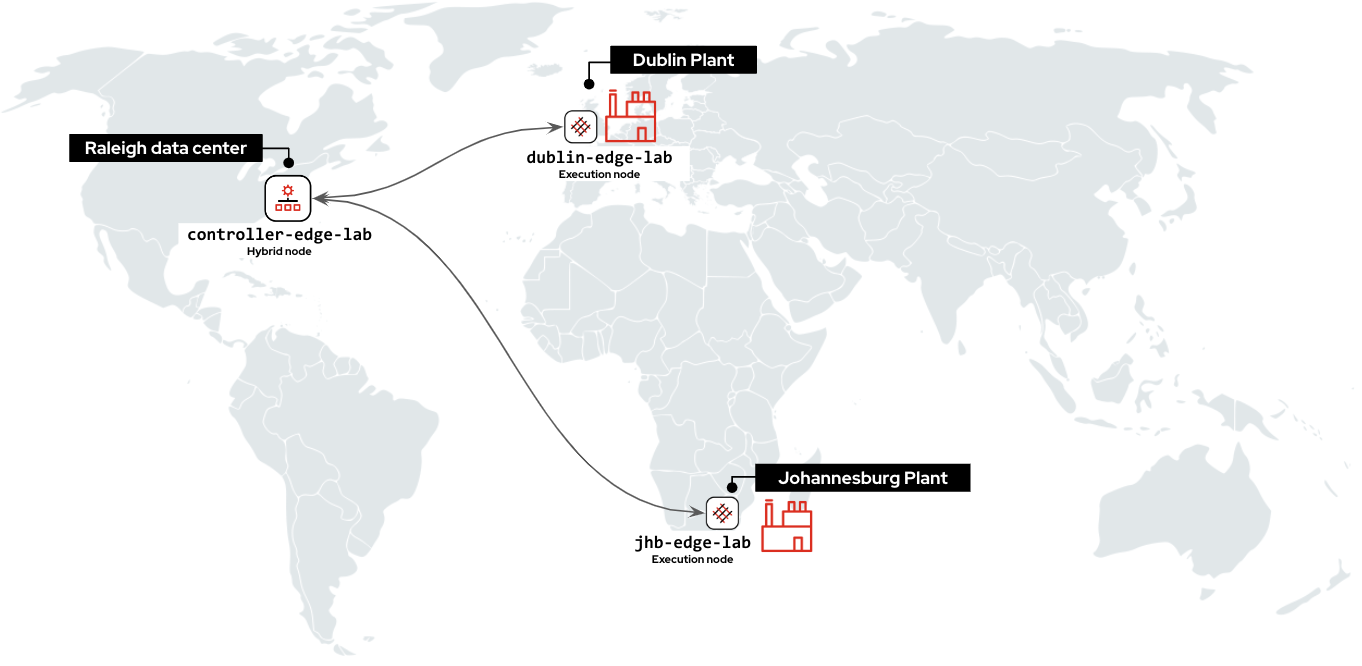 Dublin Plant
dublin-edge-lab
Execution node
Raleigh data center
controller-edge-lab
Hybrid node
Johannesburg Plant
jhb-edge-lab
Execution node